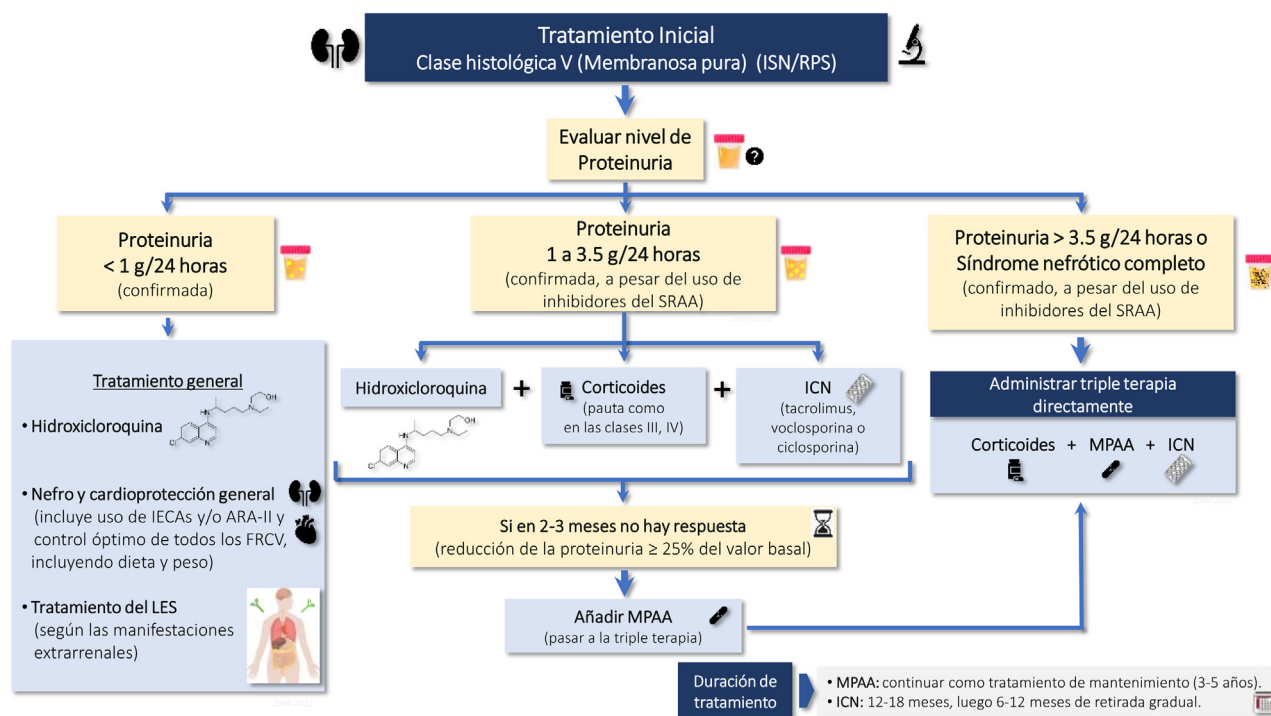 Tratamiento Inicial
Clase histológica V (Membranosa pura) (ISN/RPS)
Evaluar nivel de
Proteinuria
?
Proteinuria
< 1 g/24 horas
(confirmada)
Proteinuria
1 a 3.5 g/24 horas
(confirmada, a pesar del uso de
inhibidores del SRAA)
Proteinuria > 3.5 g/24 horas o
Síndrome nefrótico completo
(confirmado, a pesar del uso de
inhibidores del SRAA)
Tratamiento general
• Hidroxicloroquina
HN
N
OH
Cl
N
• Nefro y cardioprotección general
(incluye uso de IECAs y/o ARA-II y
control óptimo de todos los FRCV,
incluyendo dieta y peso)
• Tratamiento del LES
(según las manifestaciones
extrarrenales)
Hidroxicloroquina
+
Corticoides
(pauta como
en las clases III, IV)
+
ICN
(tacrolimus,
voclosporina o
ciclosporina)
HN
N
OH
Cl
N
Administrar triple terapia
directamente
Corticoides + MPAA + ICN
Si en 2-3 meses no hay respuesta
(reducción de la proteinuria ≥ 25% del valor basal)
Añadir MPAA
(pasar a la triple terapia)
Duración de
tratamiento
• MPAA: continuar como tratamiento de mantenimiento (3-5 años).
• ICN: 12-18 meses, luego 6-12 meses de retirada gradual.